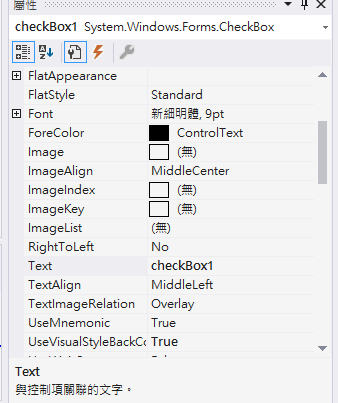 屬性
checkBox1 System.Windows.Forms.CheckBox
FlatAppearance
FlatStyle Standard
Font 新細明體, 9pt
ForeColor ControlText
Image (無)
ImageAlign MiddleCenter
ImageIndex (無)
ImageKey (無)
ImageList (無)
RightToLeft No
Text checkBox1
TextAlign MiddleLeft
TextImageRelation Overlay
UseMnemonic True
UseVisualStyleBackCo True
Text
與控制項關聯的文字。